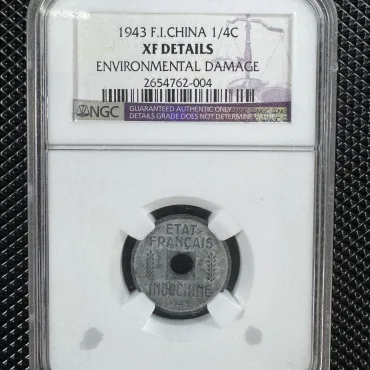 1943 F.I.CHINA 1/4C
XF DETAILS
ENVIRONMENTAL DAMAGE
2654762-004
NGC
GUARANTEED AUTHENTIC ONLY
DETAILS GRADE DOES NOT DETERMINE VALUE
ETAT
FRANÇAIS
INDOCHINE
1943